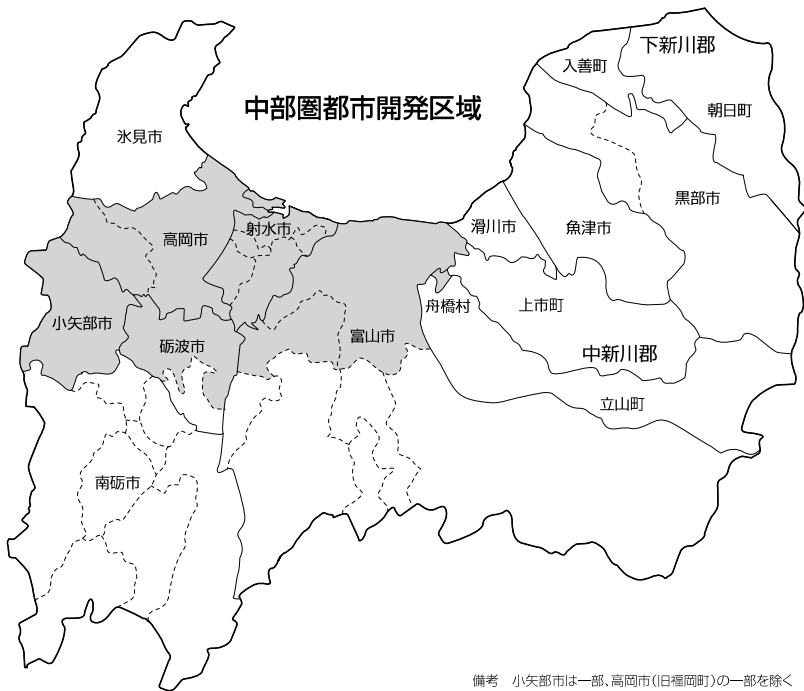 中部圏都市開発区域
下新川郡
入善町
朝日町
氷見市
黒部市
高岡市
射水市
滑川市
魚津市
舟橋村
上市町
小矢部市
砺波市
富山市
中新川郡
立山町
南砺市
備考 小矢部市は一部、高岡市(旧福岡町)の一部を除く